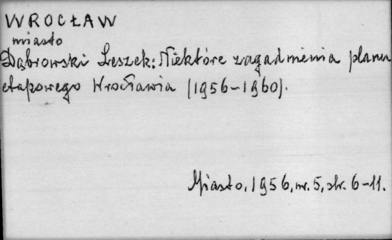 WROCŁAW
miasto
Dąbrowski Leszek: Niektóre zagadnienia planu
etapowego Wrocławia (1956-1960).
Miasto, 1956, nr. 5, str. 6-11.